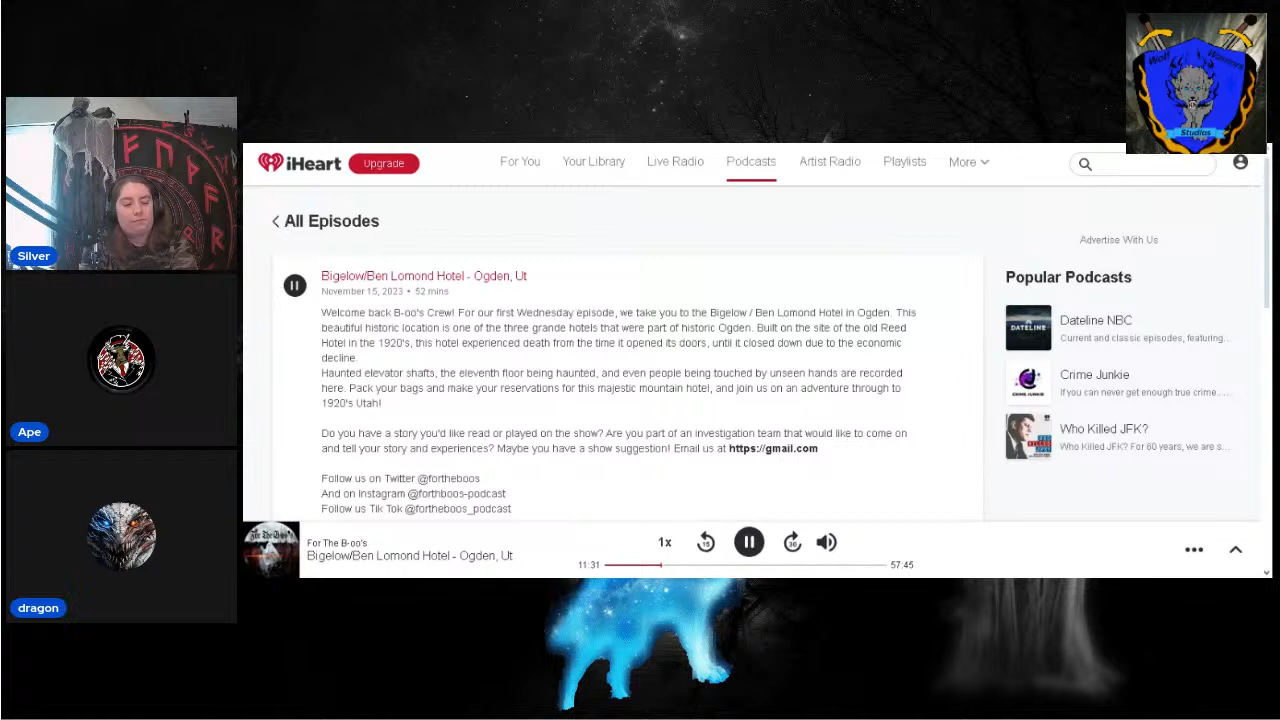 Wolf Warriors
Studios
iHeart
Upgrade
For You
Your Library
Live Radio
Podcasts
Artist Radio
Playlists
More
All Episodes
Advertise With Us
Bigelow/Ben Lomond Hotel - Ogden, Ut
November 15, 2023 • 52 mins
Welcome back B-oo's Crew! For our first Wednesday episode, we take you to the Bigelow / Ben Lomond Hotel in Ogden. This
beautiful historic location is one of the three grande hotels that were part of historic Ogden. Built on the site of the old Reed
Hotel in the 1920's, this hotel experienced death from the time it opened its doors, until it closed down due to the economic
decline.
Haunted elevator shafts, the eleventh floor being haunted, and even people being touched by unseen hands are recorded
here. Pack your bags and make your reservations for this majestic mountain hotel, and join us on an adventure through to
1920's Utah!
Do you have a story you'd like read or played on the show? Are you part of an investigation team that would like to come on
and tell your story and experiences? Maybe you have a show suggestion! Email us at https://gmail.com
Follow us on Twitter @fortheboos
And on Instagram @forthboos-podcast
Follow us Tik Tok @fortheboos_podcast
Popular Podcasts
DATELINE
Dateline NBC
Current and classic episodes, featuring...
Crime Junkie
If you can never get enough true crime....
WHO KILLED JFK?
Who Killed JFK?
Who Killed JFK? For 60 years, we are s...
Silver
Ape
dragon
For The B-oo's
For The B-oo's
Bigelow/Ben Lomond Hotel - Ogden, Ut
1x
15
30
11:31
57:45